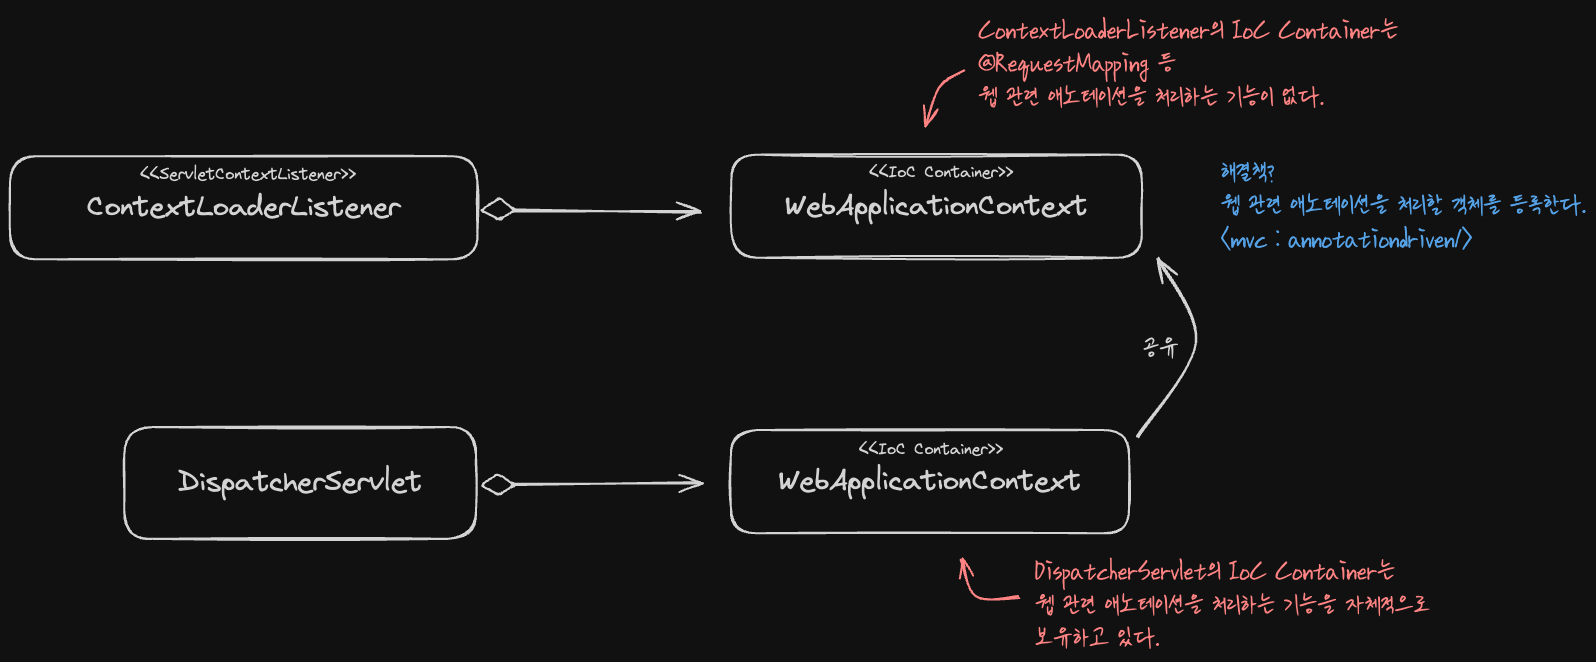 ContextLoaderListener의 IoC Container는
@RequestMapping 등
웹 관련 애노테이션을 처리하는 기능이 없다.
<<ServletContextListener>>
ContextLoaderListener
<<IoC Container>>
WebApplicationContext
해결책?
웹 관련 애노테이션을 처리할 객체를 등록한다.
<mvc : annotationdriven/>
공유
DispatcherServlet
<<IoC Container>>
WebApplicationContext
DispatcherServlet의 IoC Container는
웹 관련 애노테이션을 처리하는 기능을 자체적으로
보유하고 있다.